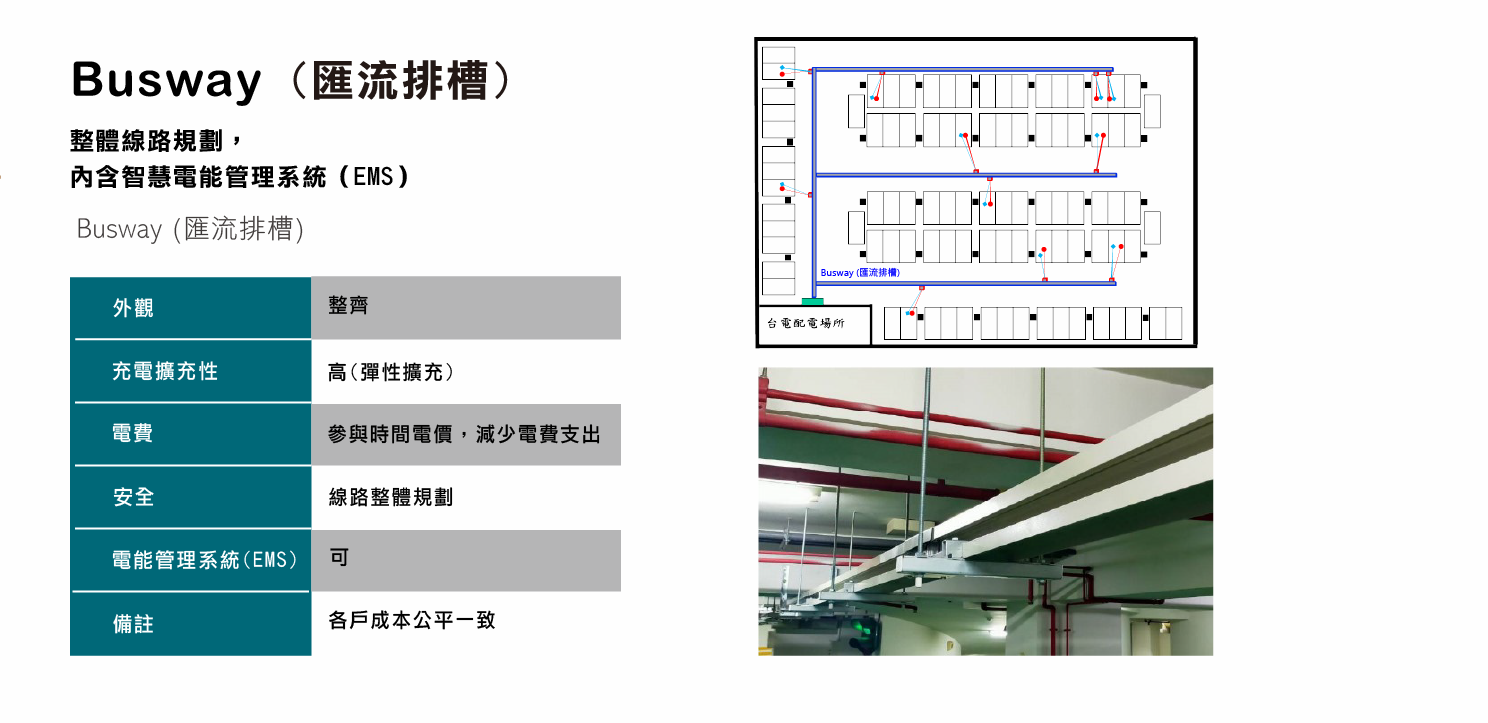 Busway（匯流排槽）
整體線路規劃，
內含智慧電能管理系統（EMS）
Busway (匯流排槽)
外觀
整齊
充電擴充性
高(彈性擴充)
電費
參與時間電價，減少電費支出
安全
線路整體規劃
電能管理系統(EMS)
可
備註
各戶成本公平一致
Busway (匯流排槽)
台電配電場所